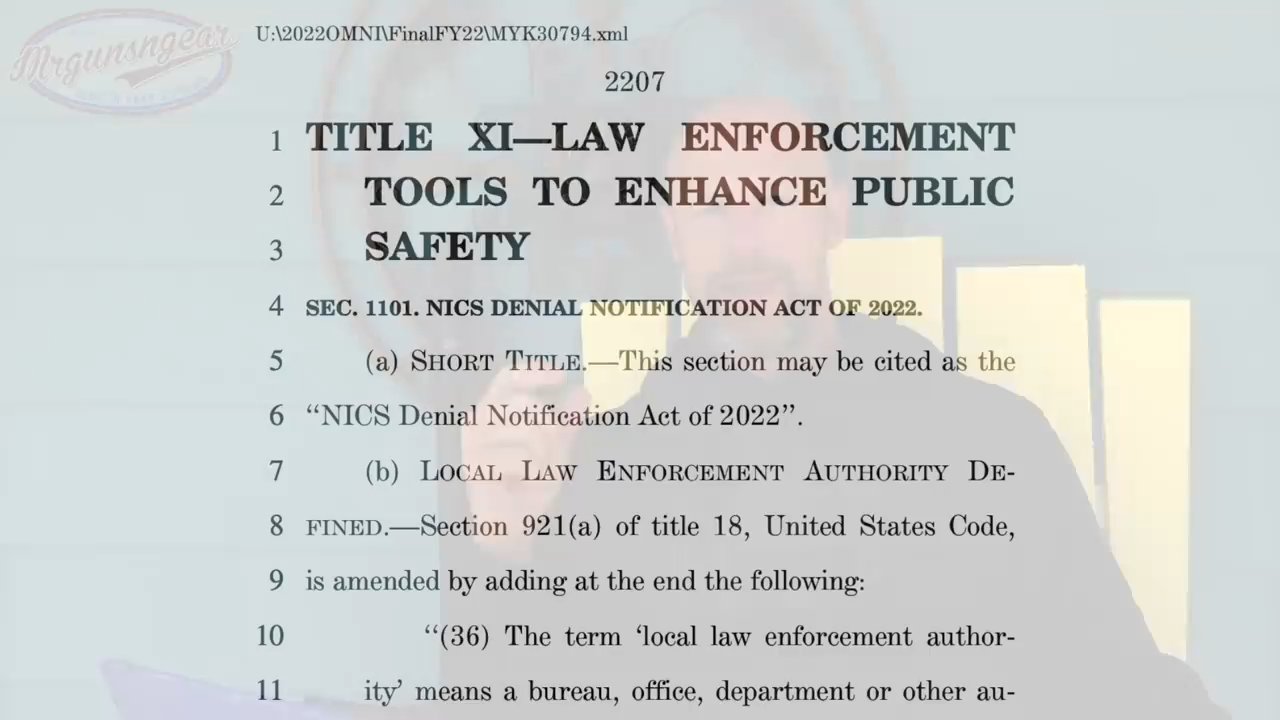 Mrgunsngear
U:\2022OMNI\FinalFY22\MYK30794.xml
2207
1 TITLE XI—LAW ENFORCEMENT
2 TOOLS TO ENHANCE PUBLIC
3 SAFETY
4 SEC. 1101. NICS DENIAL NOTIFICATION ACT OF 2022.
5 (a) SHORT TITLE.—This section may be cited as the
6 “NICS Denial Notification Act of 2022”.
7 (b) LOCAL LAW ENFORCEMENT AUTHORITY DE-
8 FINED.—Section 921(a) of title 18, United States Code,
9 is amended by adding at the end the following:
10 “(36) The term ‘local law enforcement author-
11 ity’ means a bureau, office, department or other au-